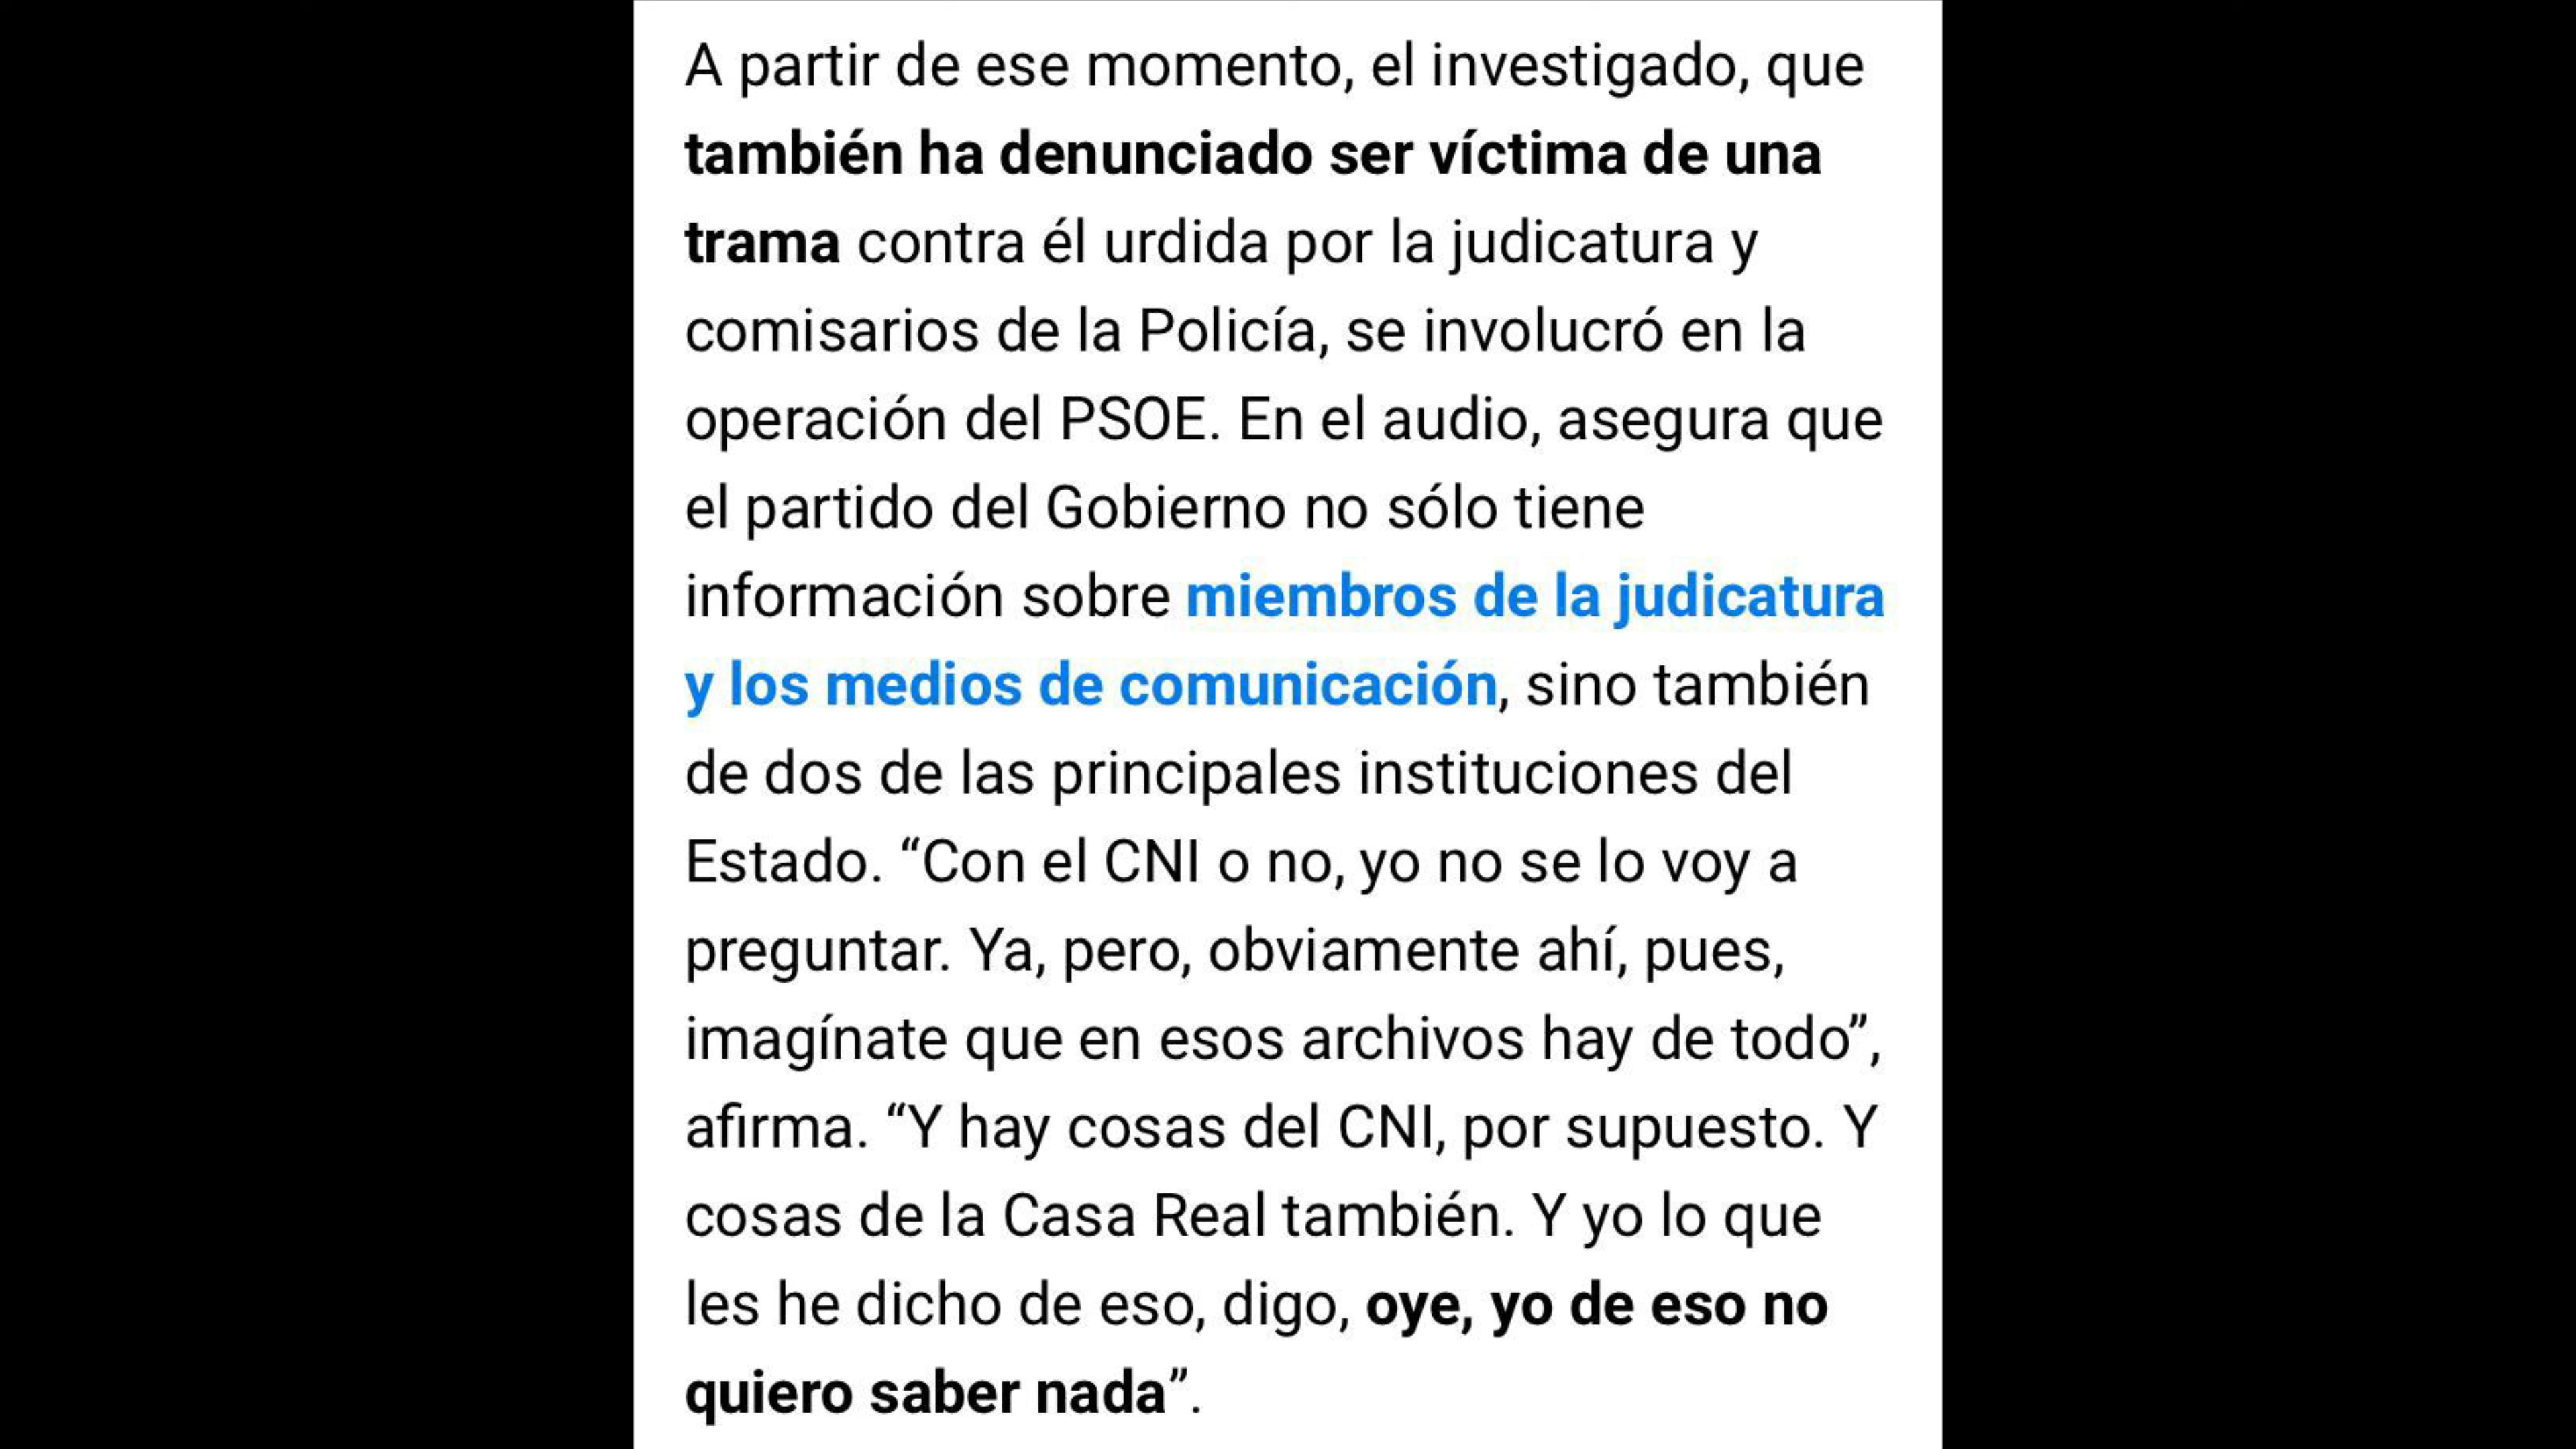 A partir de ese momento, el investigado, que
también ha denunciado ser víctima de una
trama contra él urdida por la judicatura y
comisarios de la Policía, se involucró en la
operación del PSOE. En el audio, asegura que
el partido del Gobierno no sólo tiene
información sobre miembros de la judicatura
y los medios de comunicación, sino también
de dos de las principales instituciones del
Estado. “Con el CNI o no, yo no se lo voy a
preguntar. Ya, pero, obviamente ahí, pues,
imagínate que en esos archivos hay de todo”,
afirma. “Y hay cosas del CNI, por supuesto. Y
cosas de la Casa Real también. Y yo lo que
les he dicho de eso, digo, oye, yo de eso no
quiero saber nada”.